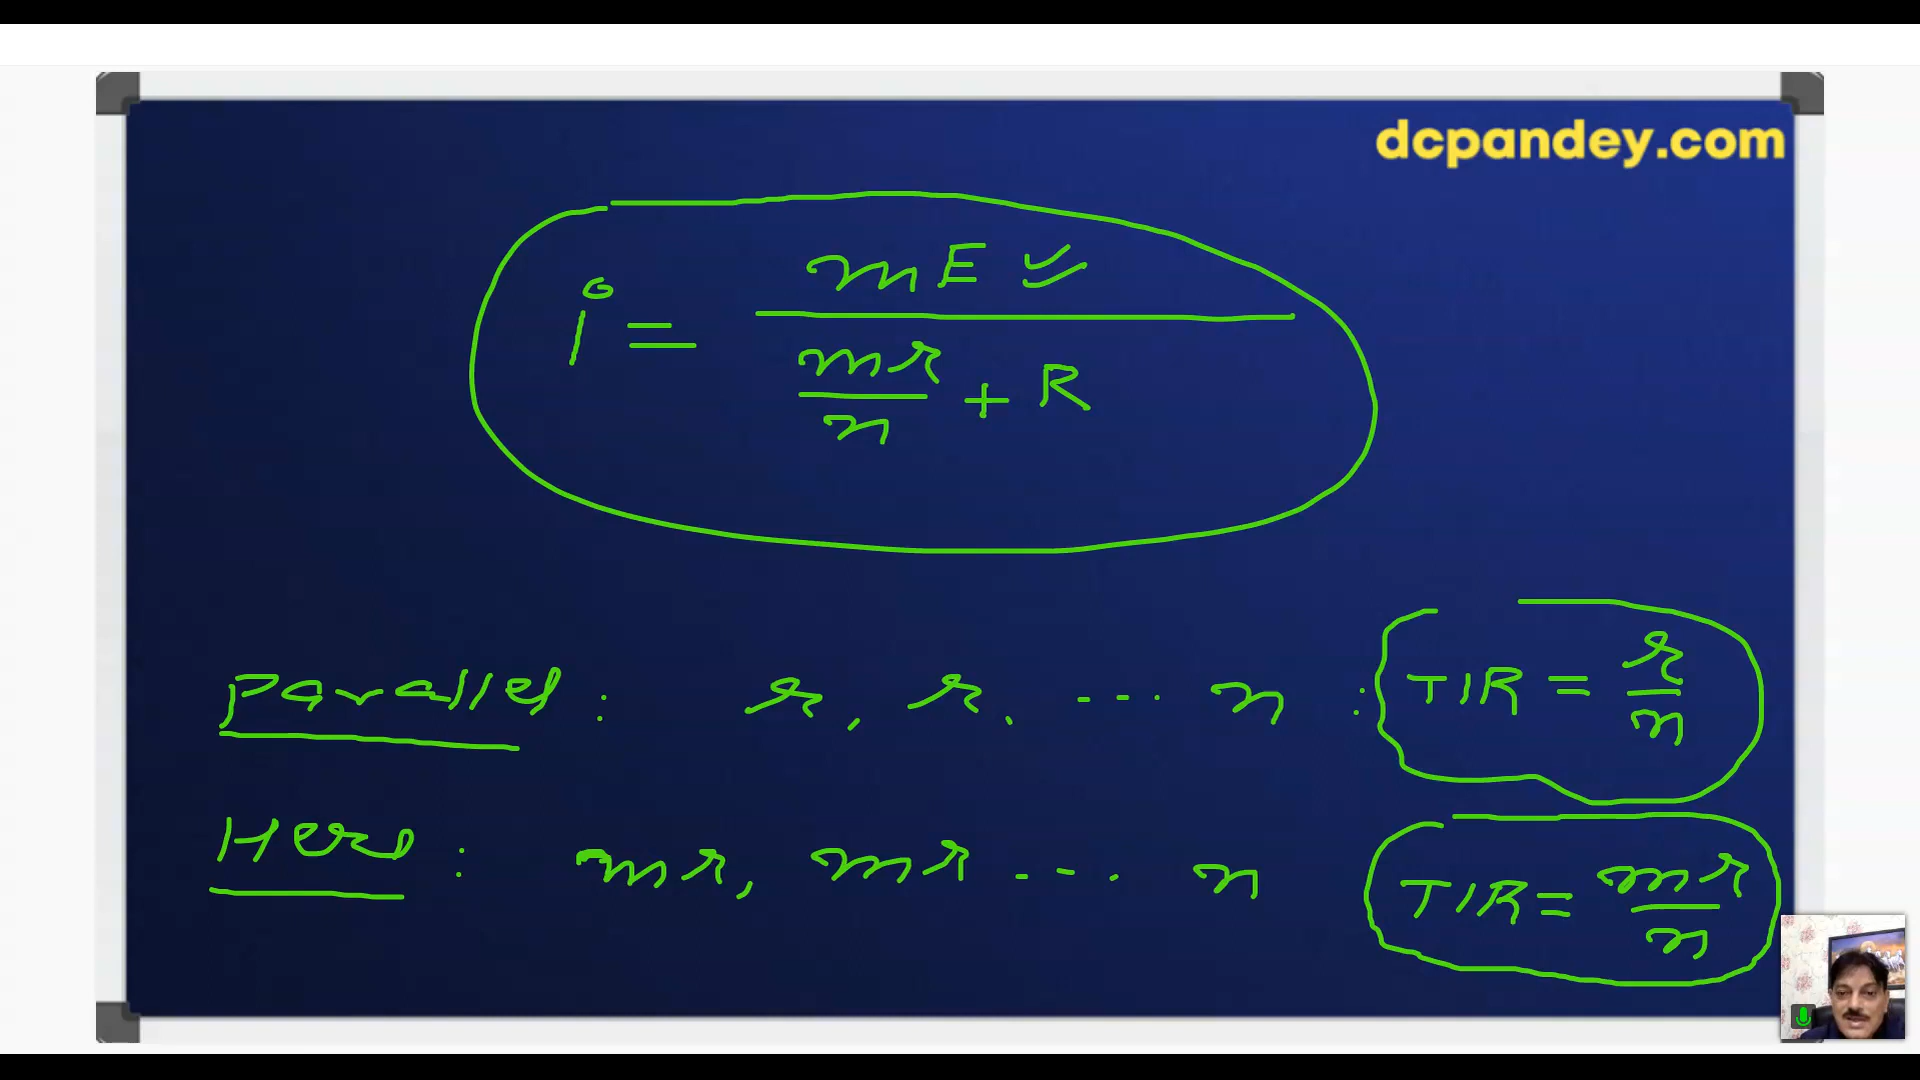 dcpandey.com
i = mE / (mr/n + R)
Parallel : r, r, --- n : TIR = r/n
Here : mr, mr --- n TIR = mr/n